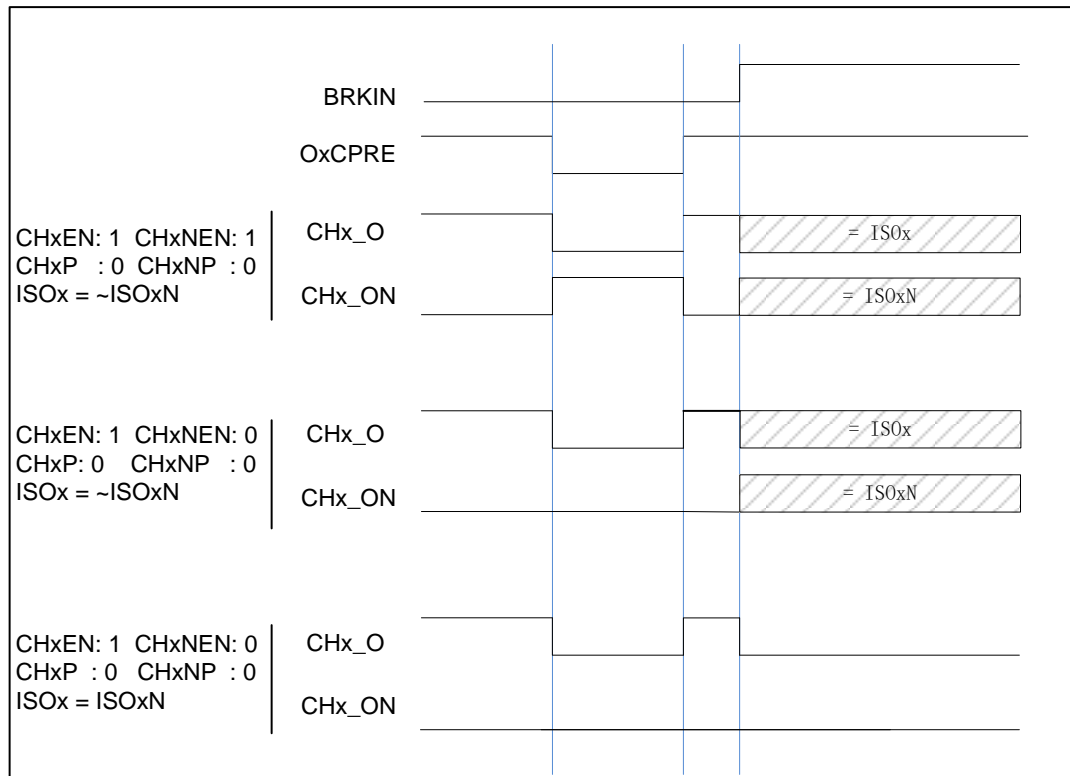 BRKIN
OxCPRE
CHxEN: 1 CHxNEN: 1
CHxP : 0 CHxNP : 0
ISOx = ~ISOxN
CHx_O
= ISOx
CHx_ON
= ISOxN
CHxEN: 1 CHxNEN: 0
CHxP: 0 CHxNP : 0
ISOx = ~ISOxN
CHx_O
= ISOx
CHx_ON
= ISOxN
CHxEN: 1 CHxNEN: 0
CHxP : 0 CHxNP : 0
ISOx = ISOxN
CHx_O
CHx_ON